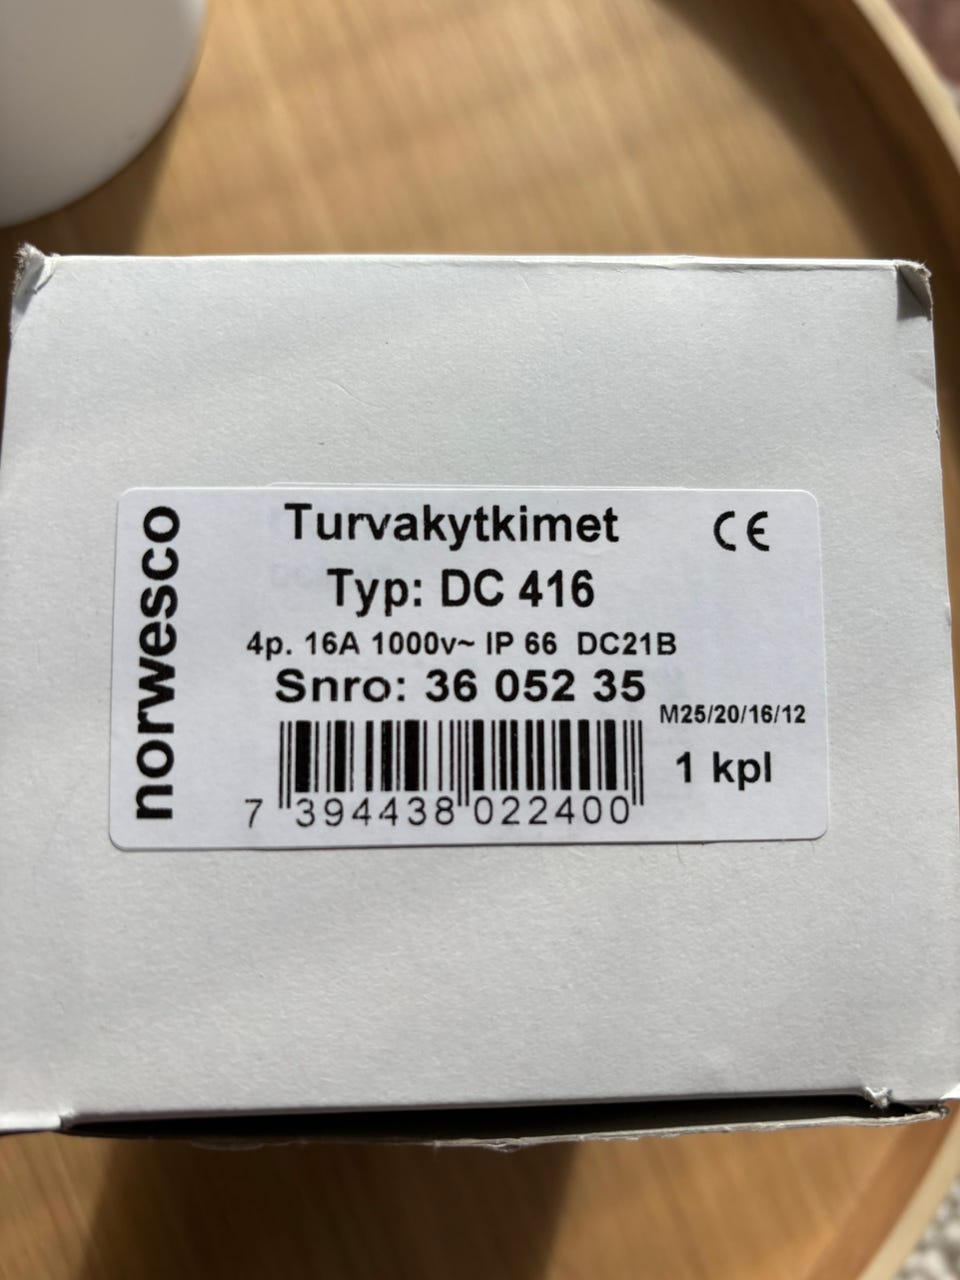 norwesco
Turvakytkimet
CE
Typ: DC 416
4p. 16A 1000v~ IP 66 DC21B
Snro: 36 052 35
M25/20/16/12
1 kpl
7 394438 022400